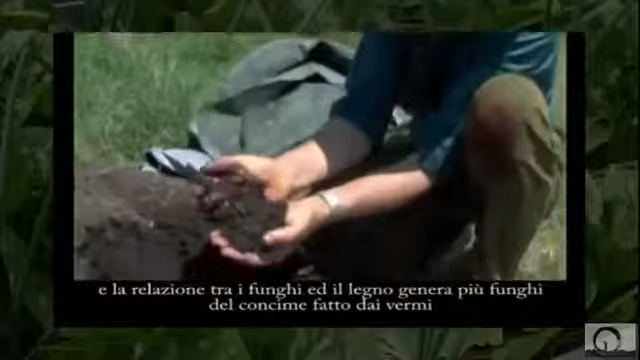 e la relazione tra i funghi ed il legno genera più funghi
del concime fatto dai vermi